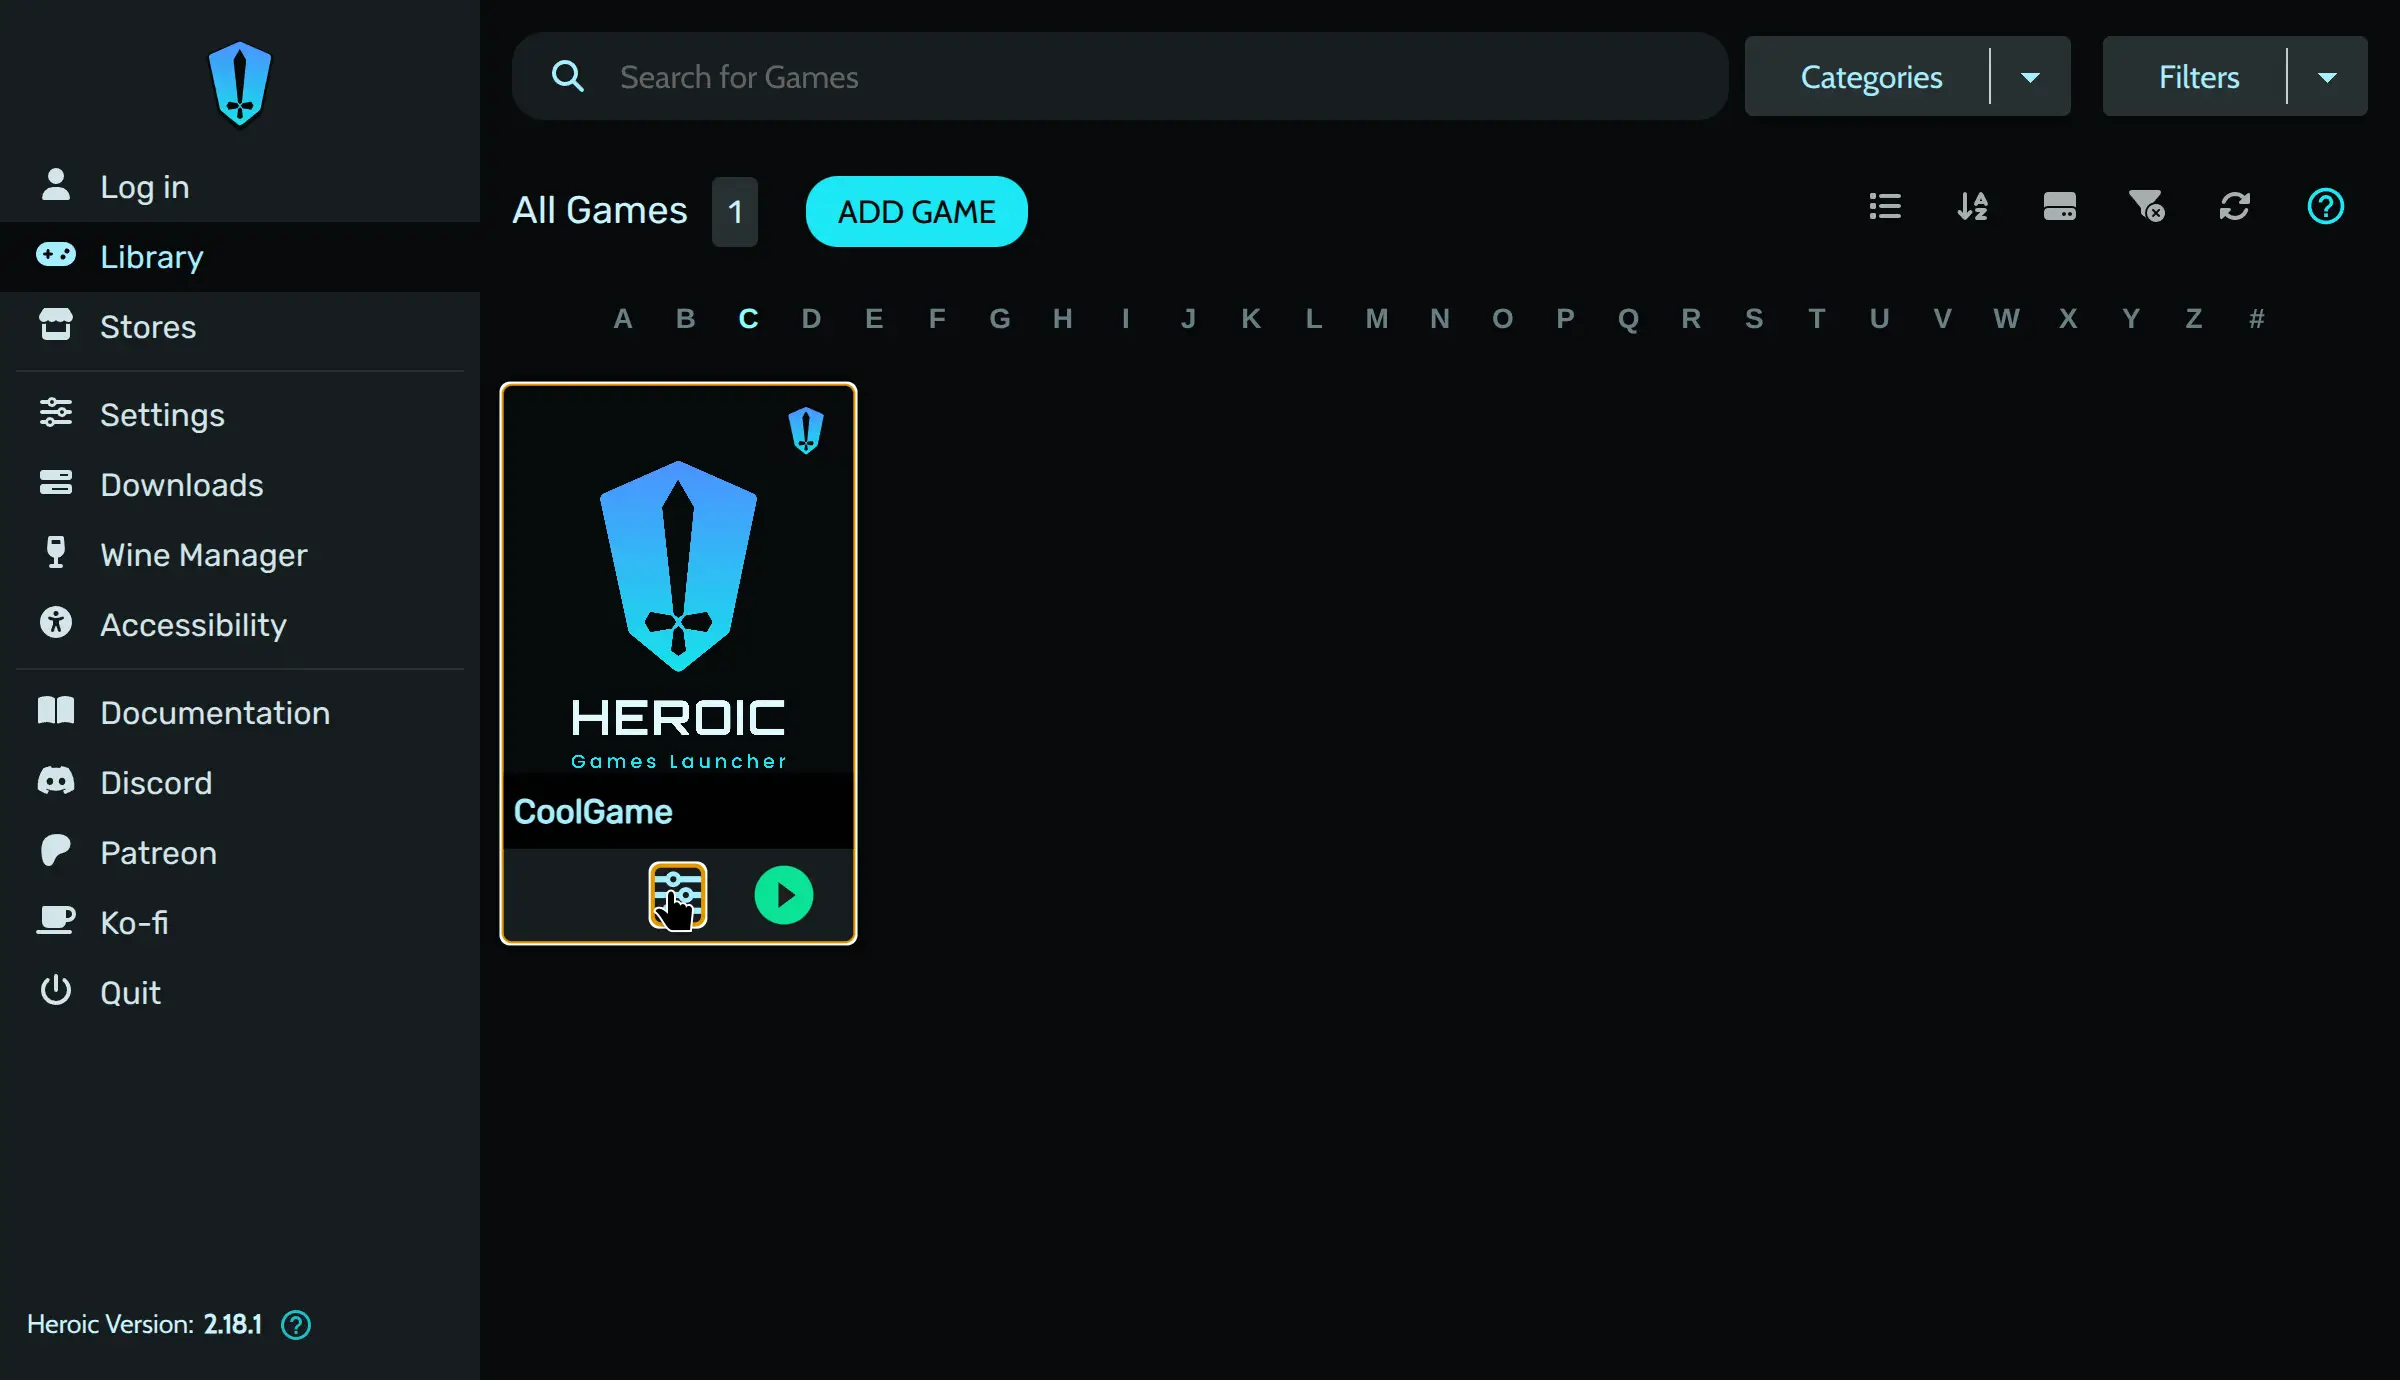 Log in
Library
Stores
Settings
Downloads
Wine Manager
Accessibility
Documentation
Discord
Patreon
Ko-fi
Quit
Heroic Version: 2.18.1
Search for Games
Categories
Filters
All Games 1 ADD GAME
A B C D E F G H I J K L M N O P Q R S T U V W X Y Z #
HEROIC
Games Launcher
CoolGame